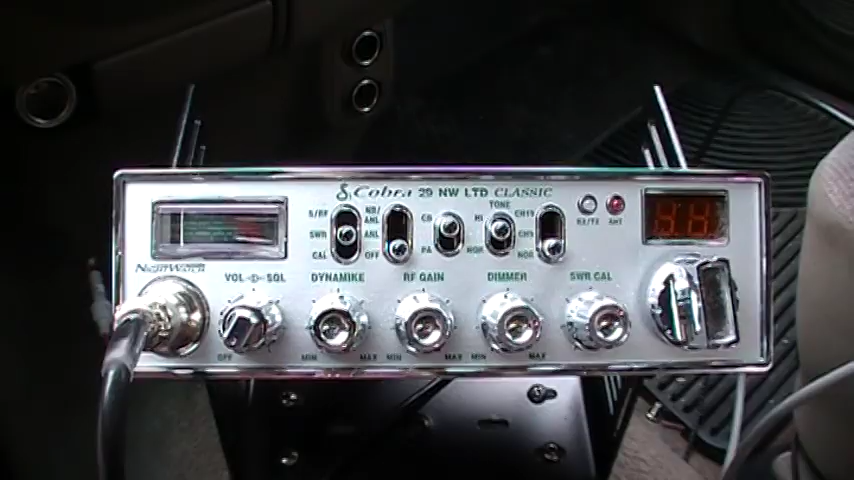 Cobra 29 NW LTD CLASSIC
S/RF NB/ANL CB HI TONE CH19
SWR ANL CH9 RX/TX ANT
CAL OFF PA NOR NOR
NIGHTWATCH
VOL SQL DYNAMIKE RF GAIN DIMMER SWR CAL
OFF MIN MAX MIN MAX MIN MAX